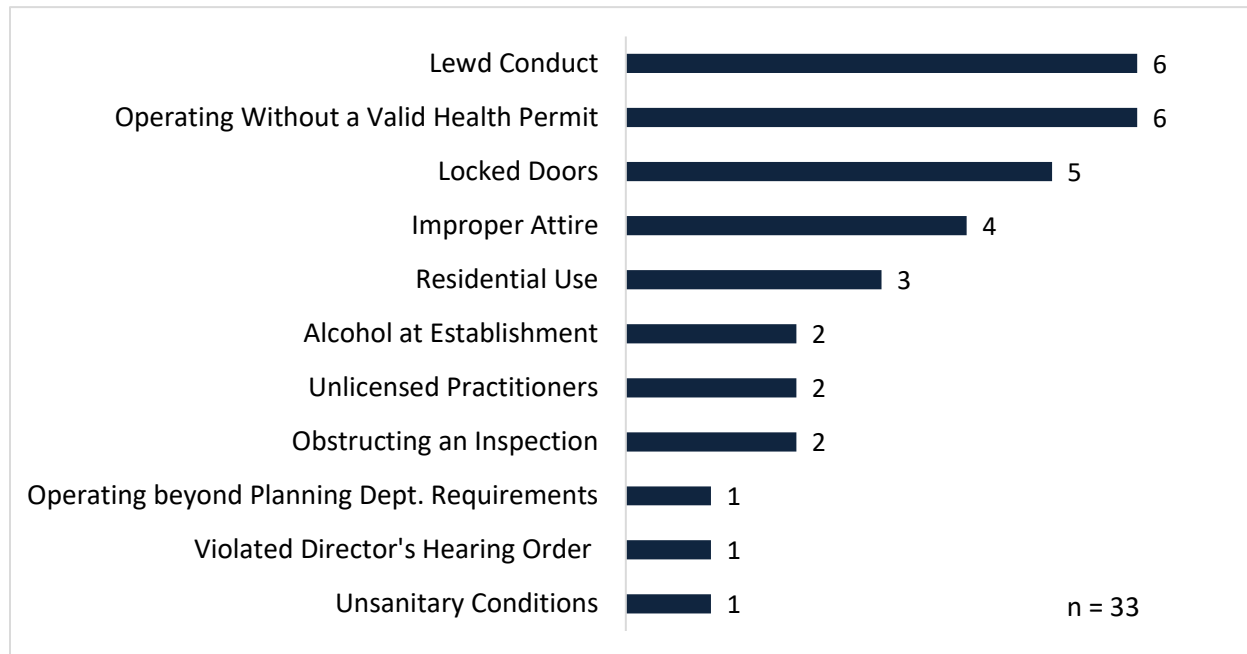 Lewd Conduct 6
Operating Without a Valid Health Permit 6
Locked Doors 5
Improper Attire 4
Residential Use 3
Alcohol at Establishment 2
Unlicensed Practitioners 2
Obstructing an Inspection 2
Operating beyond Planning Dept. Requirements 1
Violated Director's Hearing Order 1
Unsanitary Conditions 1
n = 33